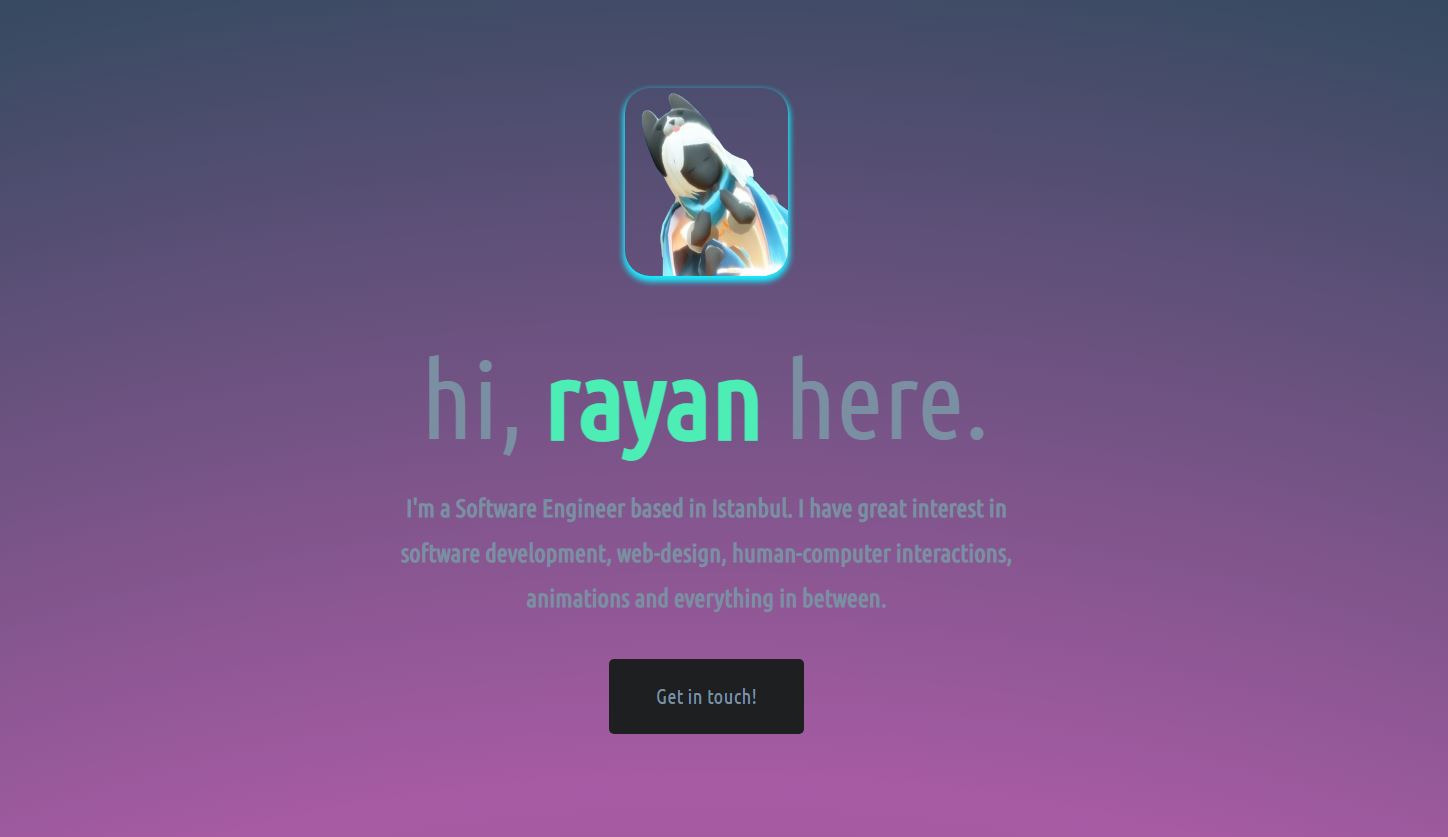 hi, rayan here.
I'm a Software Engineer based in Istanbul. I have great interest in
software development, web-design, human-computer interactions,
animations and everything in between.
Get in touch!